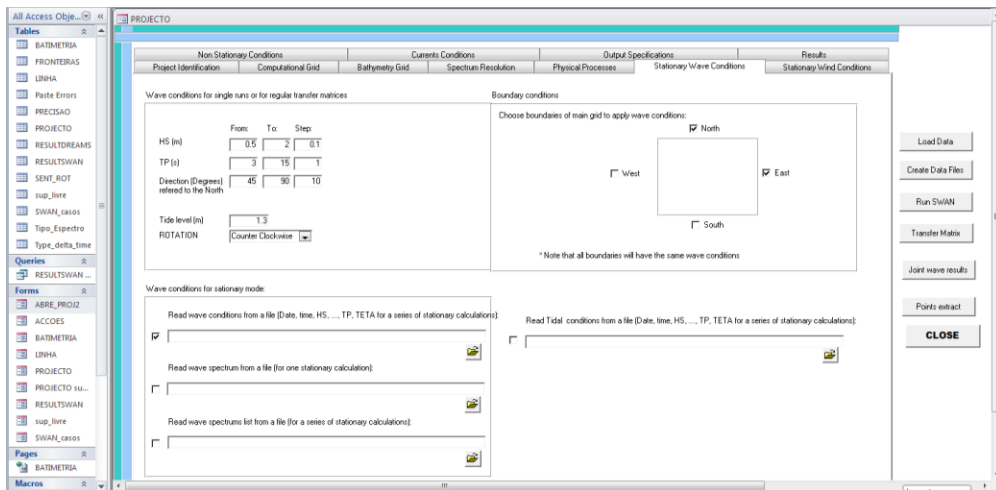 All Access Obje...
Tables
BATIMETRIA
FRONTEIRAS
LINHA
Paste Errors
PRECISAO
PROJECTO
RESULTDREAMS
RESULTSWAN
SENT_ROT
sup_livre
SWAN_casos
Tipo_Espectro
Type_delta_time
Queries
RESULTSWAN ...
Forms
ABRE_PROJ2
ACCOES
BATIMETRIA
LINHA
PROJECTO
PROJECTO su...
RESULTSWAN
sup_livre
SWAN_casos
Pages
BATIMETRIA
Macros
PROJECTO
Non Stationary Conditions Currents Conditions Output Specifications Results
Project Identification Computational Grid Bathymetry Grid Spectrum Resolution Physical Processes Stationary Wave Conditions Stationary Wind Conditions
Wave conditions for single runs or for regular transfer matrices
From: To: Step:
HS (m) 0.5 2 0.1
TP (s) 3 15 1
Direction (Degrees) 45 90 10
refered to the North
Tide level (m) 1.3
ROTATION Counter Clockwise
Boundary conditions
Choose boundaries of main grid to apply wave conditions:
North
West
East
South
* Note that all boundaries will have the same wave conditions
Wave conditions for sationary mode:
Read wave conditions from a file (Date, time, HS, ..., TP, TETA for a series of stationary calculations):
Read wave spectrum from a file (for one stationary calculation):
Read wave spectrums list from a file (for a series of stationary calculations):
Read Tidal conditions from a file (Date, time, HS, ..., TP, TETA for a series of stationary calculations):
Load Data
Create Data Files
Run SWAN
Transfer Matrix
Joint wave results
Points extract
CLOSE